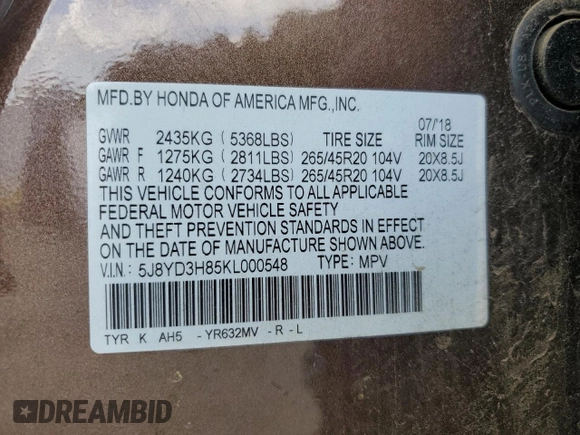 MFD.BY HONDA OF AMERICA MFG.,INC.
07/'18
GVWR 2435KG ( 5368LBS) TIRE SIZE RIM SIZE
GAWR F 1275KG ( 2811LBS) 265/45R20 104V 20X8.5J
GAWR R 1240KG ( 2734LBS) 265/45R20 104V 20X8.5J
THIS VEHICLE CONFORMS TO ALL APPLICABLE
FEDERAL MOTOR VEHICLE SAFETY
AND THEFT PREVENTION STANDARDS IN EFFECT
ON THE DATE OF MANUFACTURE SHOWN ABOVE.
V.I.N.: 5J8YD3H85KL000548 TYPE: MPV
TYR K AH5 - YR632MV - R - L
DREAMBID